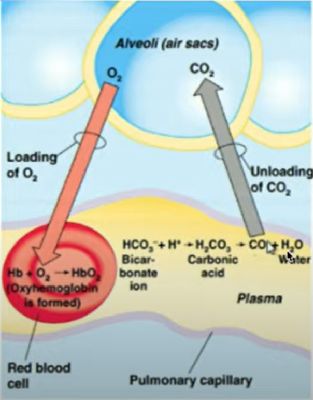 Alveoli (air sacs)
O₂
CO₂
Loading
of O₂
Unloading
of CO₂
HCO₃⁻ + H⁺ → H₂CO₃ → CO₂ + H₂O
Bicar-
bonate
ion
Carbonic
acid
Water
Hb + O₂ → HbO₂
(Oxyhemoglobin
is formed)
Plasma
Red blood
cell
Pulmonary capillary